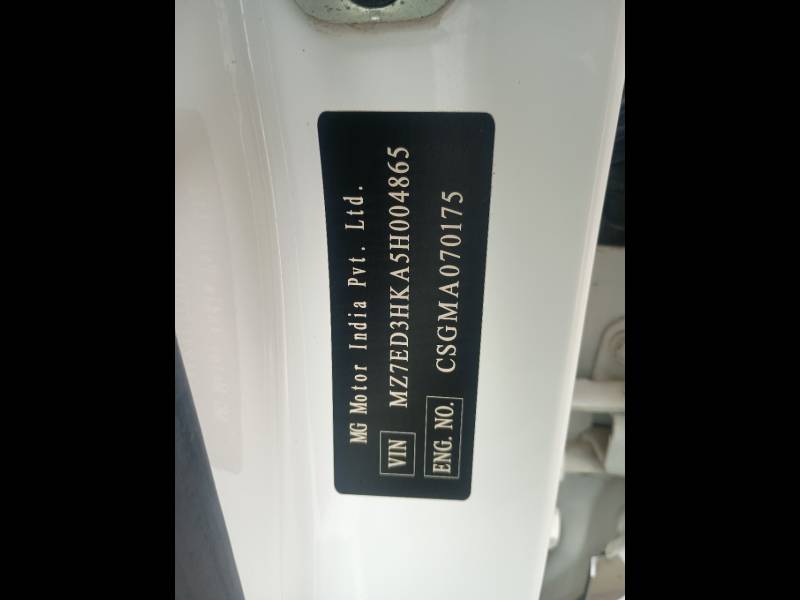 MG Motor India Pvt. Ltd.
VIN MZ7ED3HKA5H004865
ENG. NO. CSGMA070175